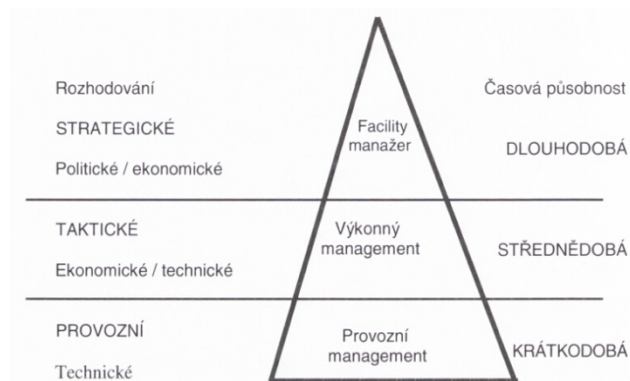 Rozhodování
Časová působnost
STRATEGICKÉ
Facility
manažer
DLOUHODOBÁ
Politické / ekonomické
TAKTICKÉ
Výkonný
management
STŘEDNĚDOBÁ
Ekonomické / technické
PROVOZNÍ
Provozní
management
KRÁTKODOBÁ
Technické